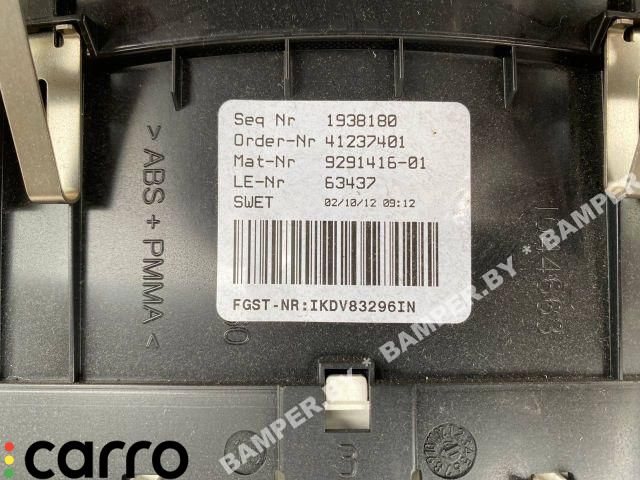 Seq Nr 1938180
Order-Nr 41237401
Mat-Nr 9291416-01
LE-Nr 63437
SWET 02/10/12 09:12
FGST-NR:IKDV83296IN
> ABS + PMMA <
BAMPER.BY * BAMPER.BY * BAMPER
3
carro